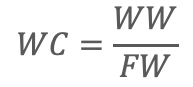 WC = WW / FW